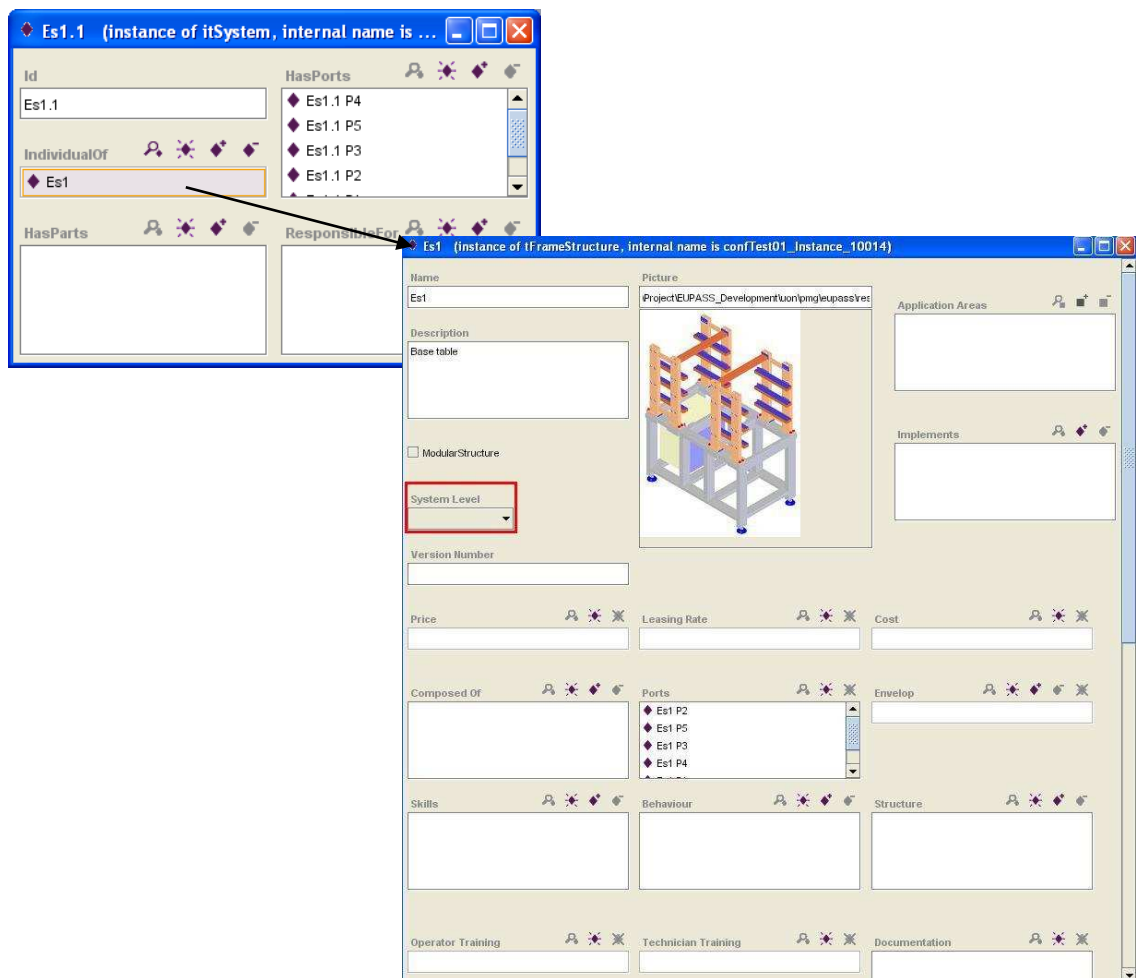 Es1.1 (instance of itSystem, internal name is ...
Id
Es1.1
HasPorts
Es1.1 P4
Es1.1 P5
Es1.1 P3
Es1.1 P2
IndividualOf
Es1
HasParts
ResponsibleFor
Es1 (instance of tFrameStructure, internal name is confTest01_Instance_10014)
Name
Es1
Picture
\Project\EUPASS_Development\uon\pmg\eupass\res
Application Areas
Description
Base table
Implements
ModularStructure
System Level
Version Number
Price
Leasing Rate
Cost
Composed Of
Ports
Es1 P2
Es1 P5
Es1 P3
Es1 P4
Envelop
Skills
Behaviour
Structure
Operator Training
Technician Training
Documentation